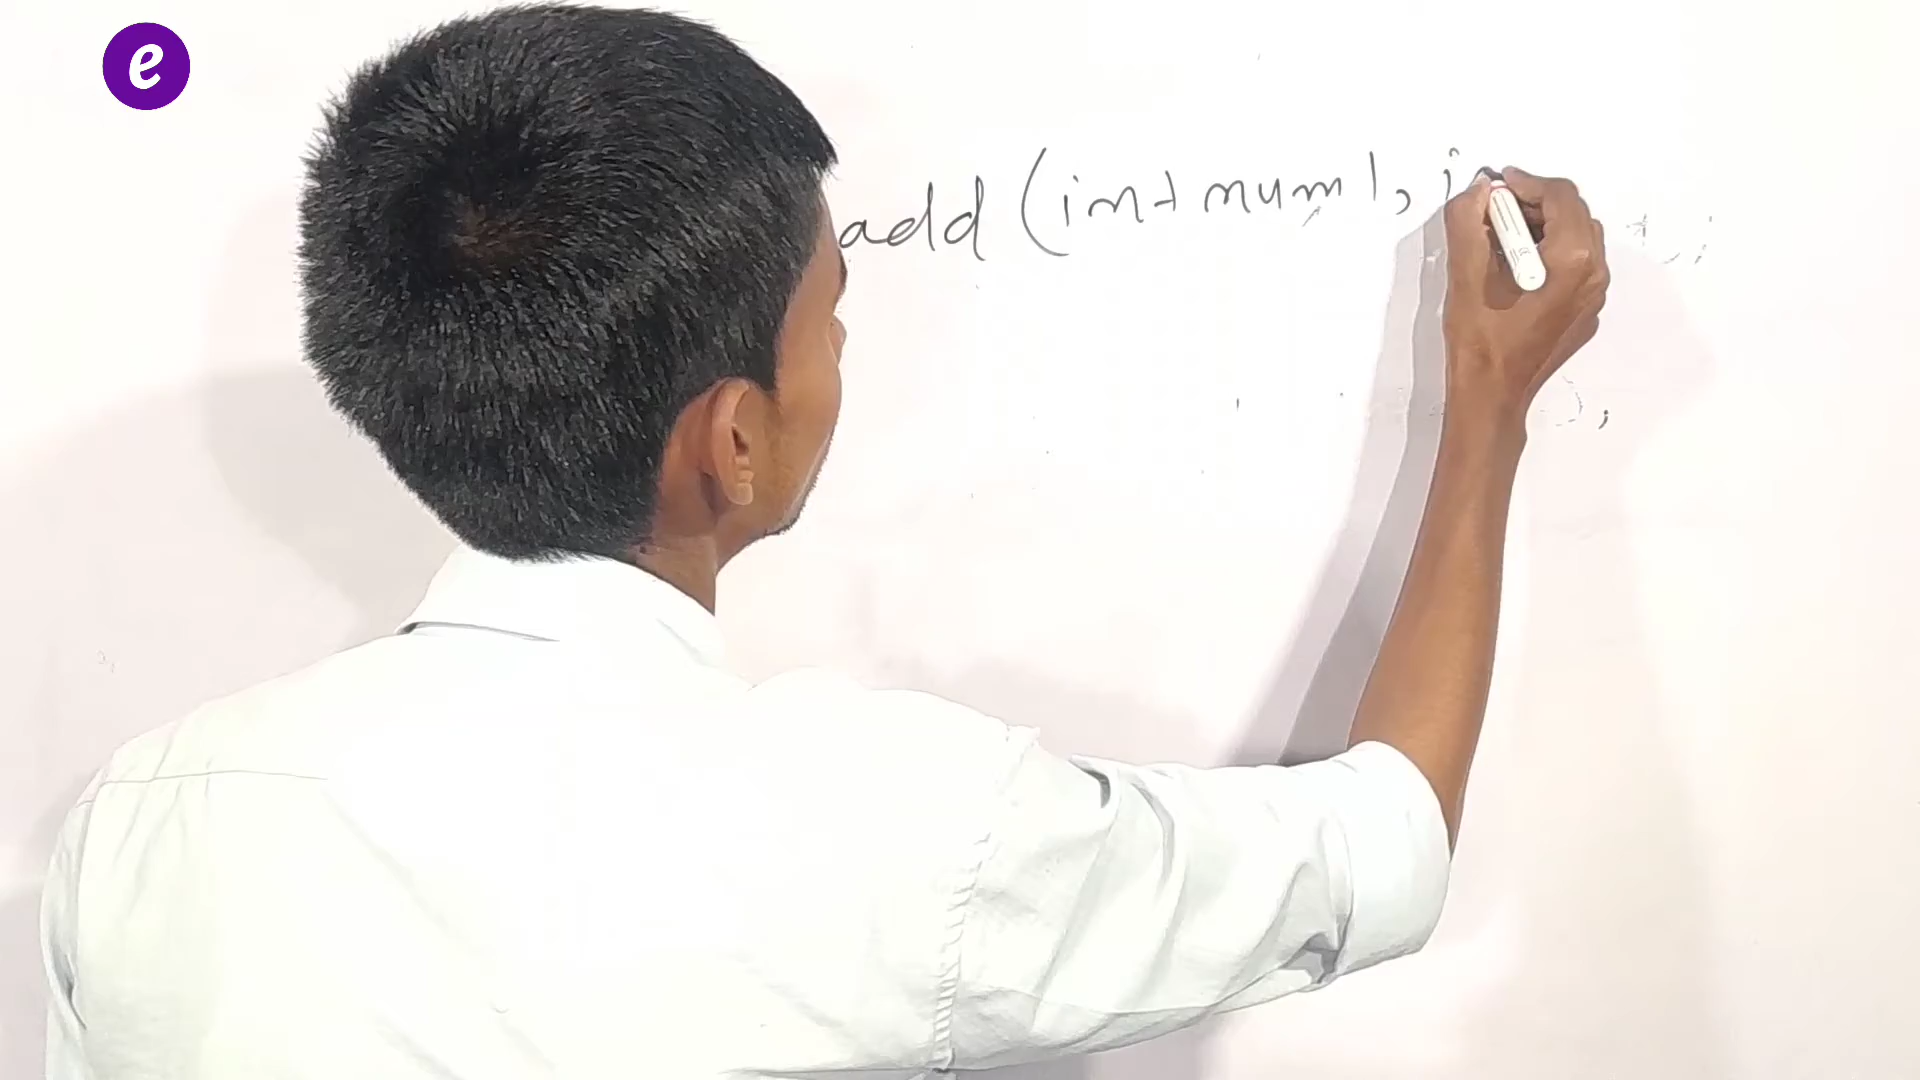 e
add (int num1, i